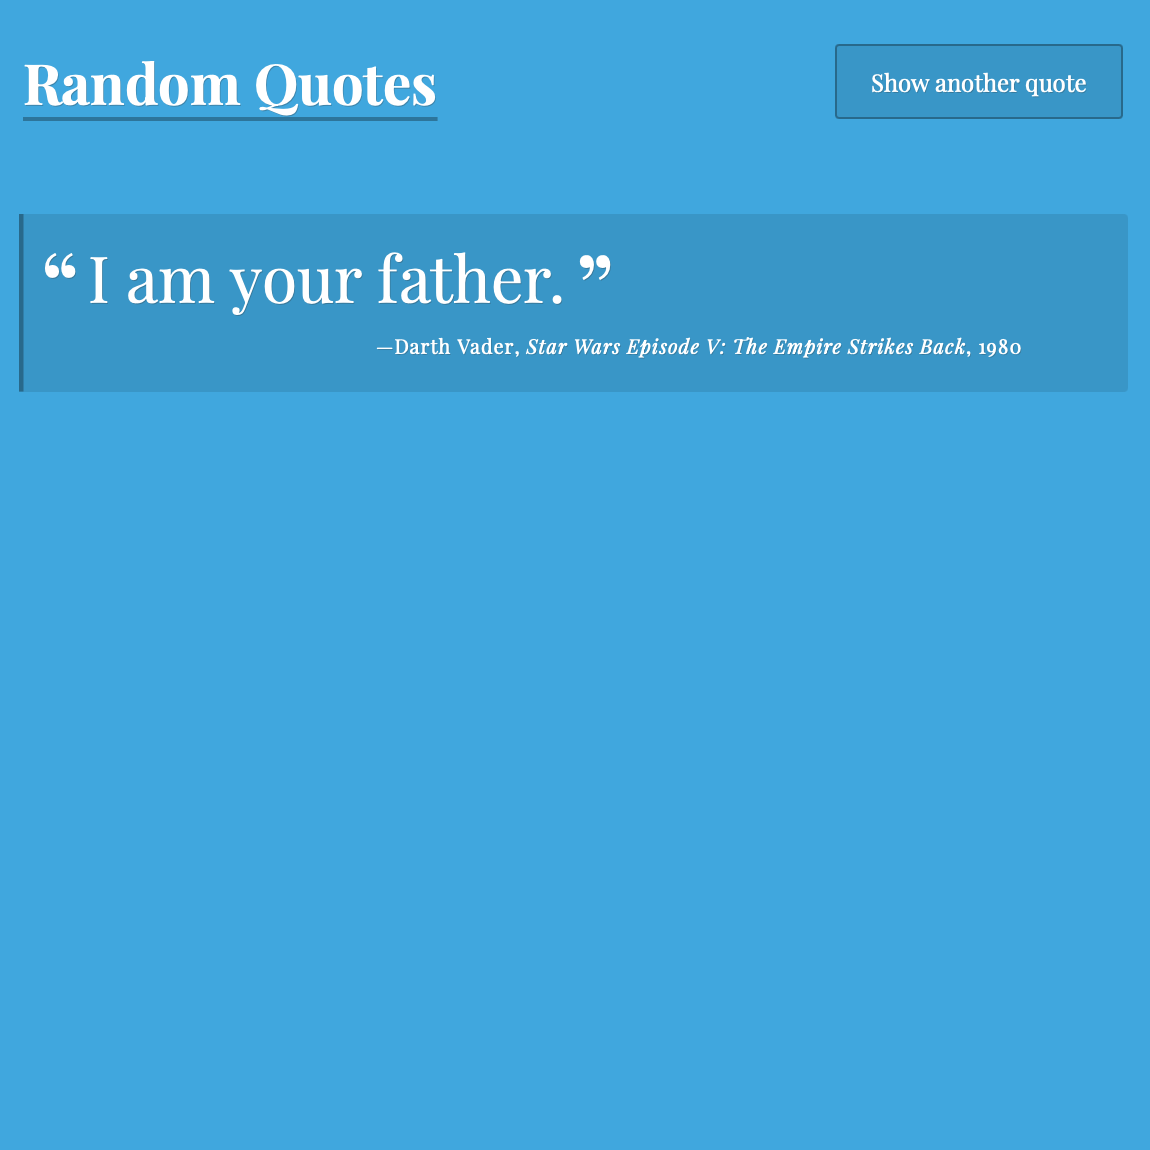 Random Quotes
Show another quote
“ I am your father. ”
—Darth Vader, Star Wars Episode V: The Empire Strikes Back, 1980